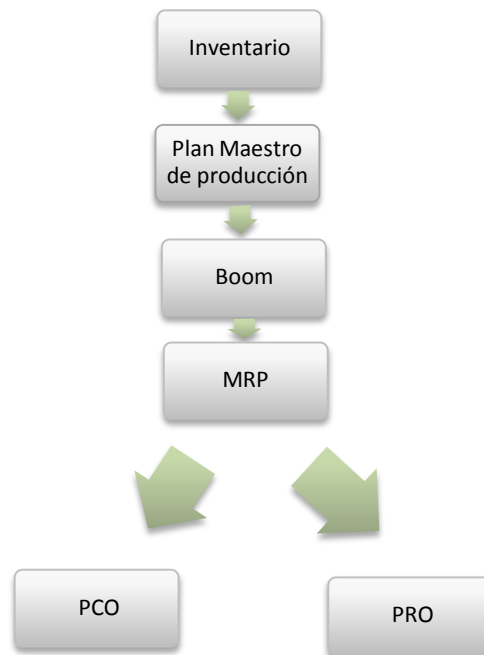 Inventario
Plan Maestro
de producción
Boom
MRP
PCO
PRO